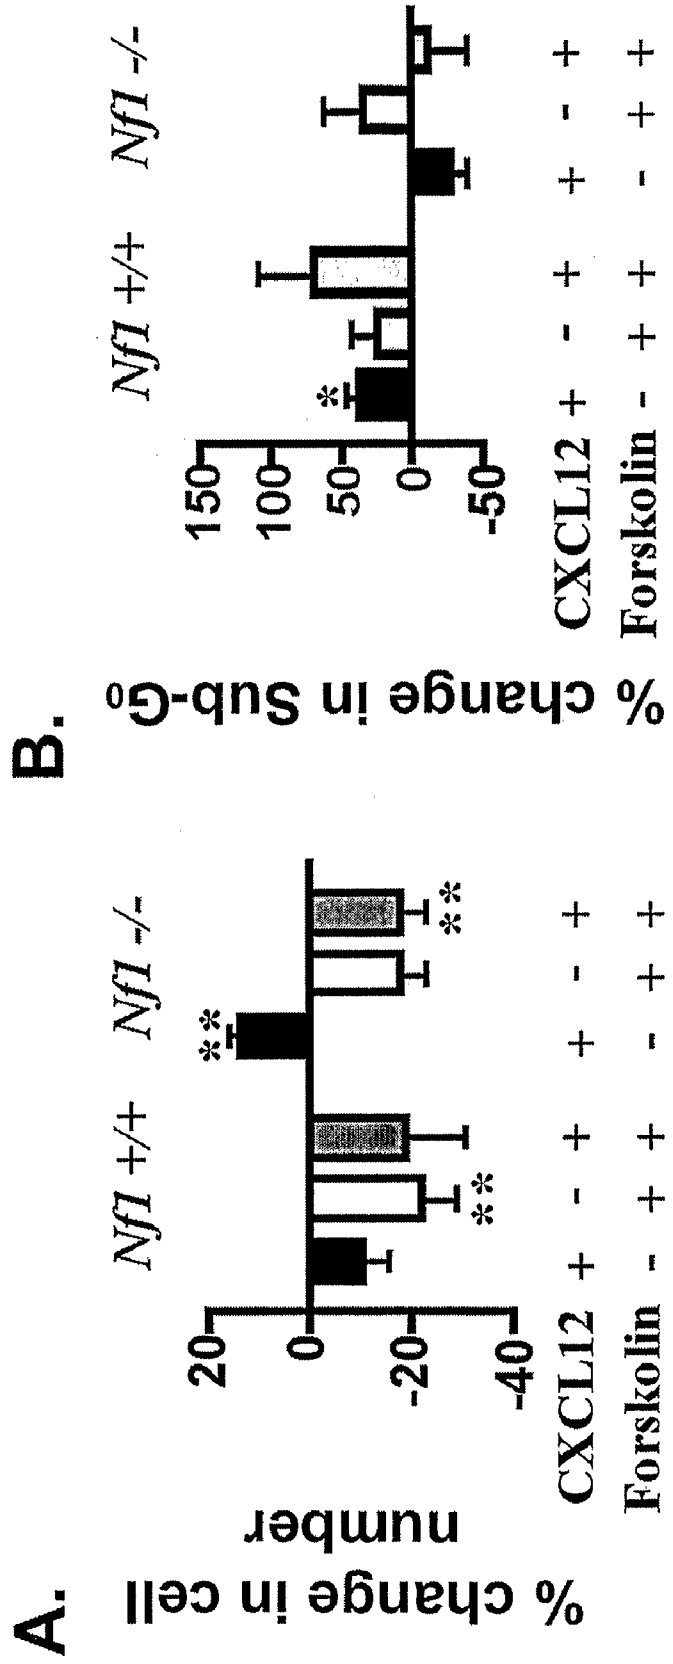 A.
% change in cell
number
Nf1 +/+ Nf1 -/-
20
0
-20
-40
**
**
**
CXCL12 + - + + - +
Forskolin - + + - + +
B.
% change in Sub-G0
Nf1 +/+ Nf1 -/-
150
100
50
0
-50
*
CXCL12 + - + + - +
Forskolin - + + - + +